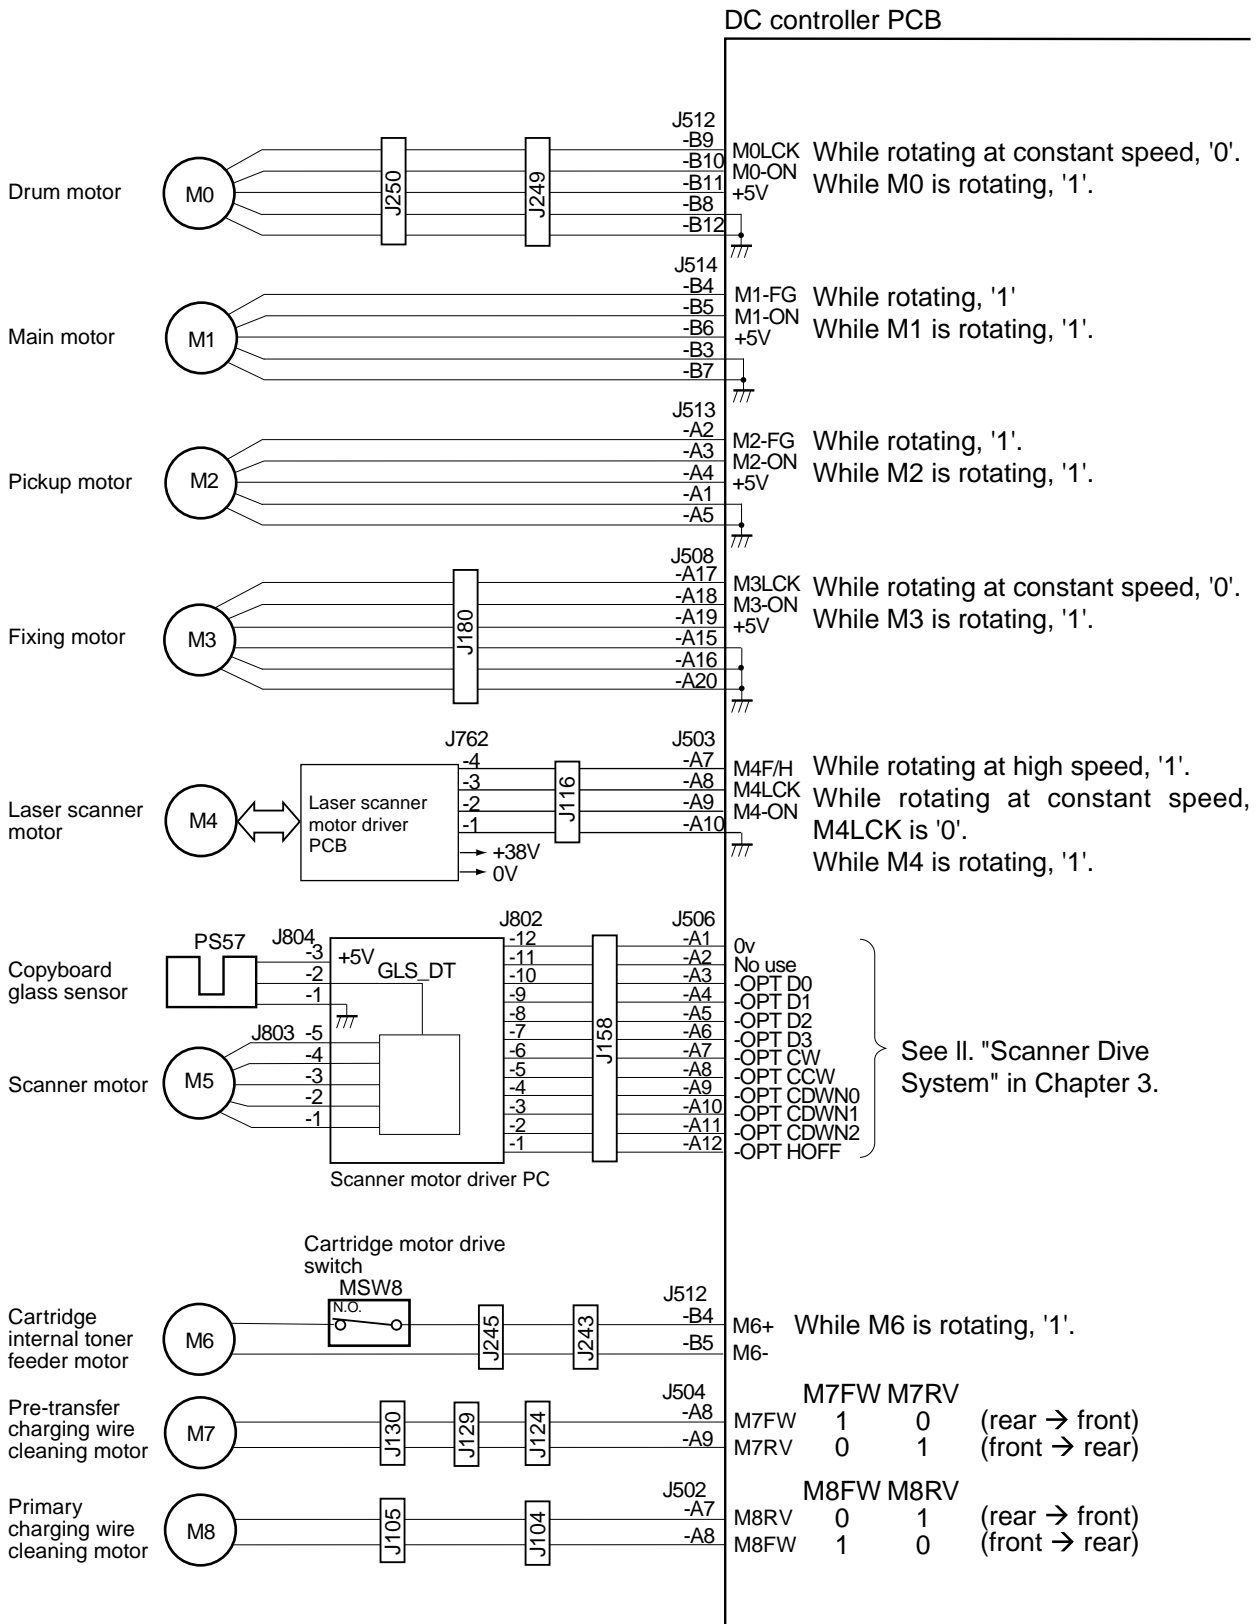 DC controller PCB
Drum motor
M0
J250
J249
J512
-B9
-B10
-B11
-B8
-B12
M0LCK
M0-ON
+5V
While rotating at constant speed, '0'.
While M0 is rotating, '1'.
Main motor
M1
J514
-B4
-B5
-B6
-B3
-B7
M1-FG
M1-ON
+5V
While rotating, '1'
While M1 is rotating, '1'.
Pickup motor
M2
J513
-A2
-A3
-A4
-A1
-A5
M2-FG
M2-ON
+5V
While rotating, '1'.
While M2 is rotating, '1'.
Fixing motor
M3
J180
J508
-A17
-A18
-A19
-A15
-A16
-A20
M3LCK
M3-ON
+5V
While rotating at constant speed, '0'.
While M3 is rotating, '1'.
Laser scanner
motor
M4
Laser scanner
motor driver
PCB
J762
-4
-3
-2
-1
+38V
0V
J116
J503
-A7
-A8
-A9
-A10
M4F/H
M4LCK
M4-ON
While rotating at high speed, '1'.
While rotating at constant speed,
M4LCK is '0'.
While M4 is rotating, '1'.
Copyboard
glass sensor
PS57
J804
-3
-2
-1
+5V
GLS_DT
Scanner motor
M5
J803
-5
-4
-3
-2
-1
Scanner motor driver PC
J802
-12
-11
-10
-9
-8
-7
-6
-5
-4
-3
-2
-1
J158
J506
-A1
-A2
-A3
-A4
-A5
-A6
-A7
-A8
-A9
-A10
-A11
-A12
0v
No use
-OPT D0
-OPT D1
-OPT D2
-OPT D3
-OPT CW
-OPT CCW
-OPT CDWN0
-OPT CDWN1
-OPT CDWN2
-OPT HOFF
See II. "Scanner Dive
System" in Chapter 3.
Cartridge motor drive
switch
MSW8
N.O.
Cartridge
internal toner
feeder motor
M6
J245
J243
J512
-B4
-B5
M6+
M6-
While M6 is rotating, '1'.
Pre-transfer
charging wire
cleaning motor
M7
J130
J129
J124
J504
-A8
-A9
M7FW M7RV
M7FW 1 0 (rear → front)
M7RV 0 1 (front → rear)
Primary
charging wire
cleaning motor
M8
J105
J104
J502
-A7
-A8
M8FW M8RV
M8RV 0 1 (rear → front)
M8FW 1 0 (front → rear)